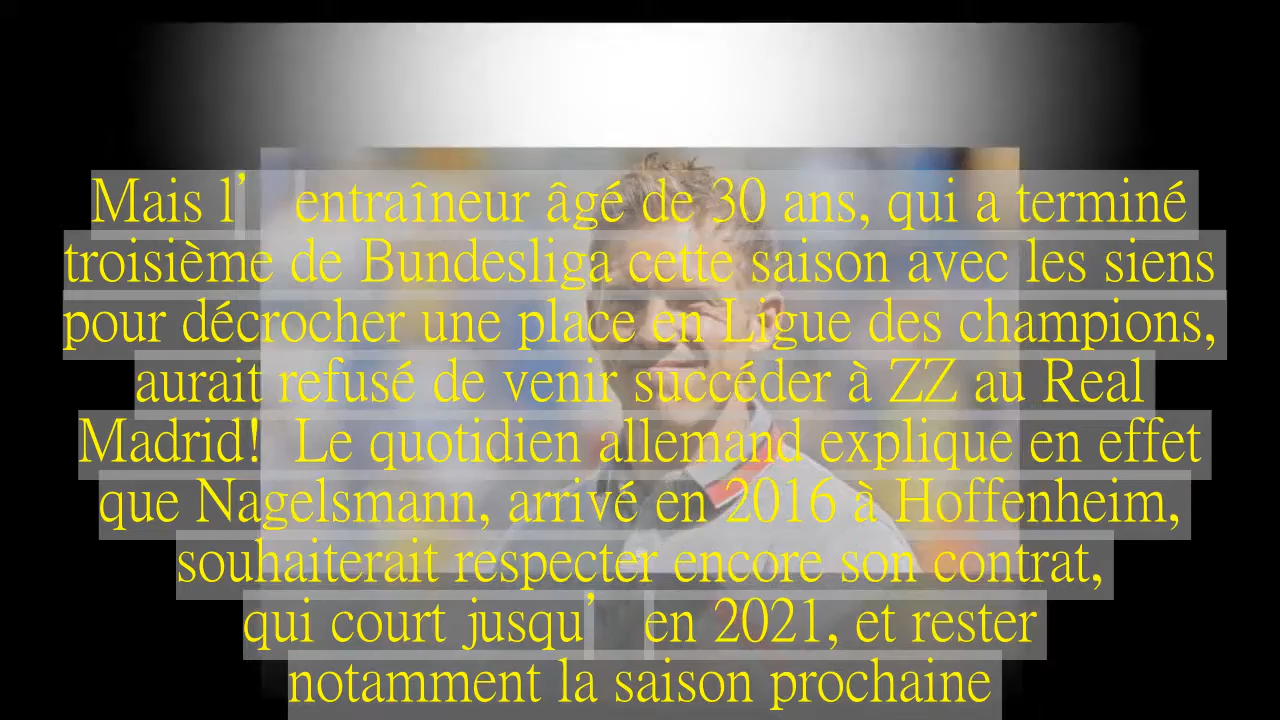 Mais l’ entraîneur âgé de 30 ans, qui a terminé
troisième de Bundesliga cette saison avec les siens
pour décrocher une place en Ligue des champions,
aurait refusé de venir succéder à ZZ au Real
Madrid! Le quotidien allemand explique en effet
que Nagelsmann, arrivé en 2016 à Hoffenheim,
souhaiterait respecter encore son contrat,
qui court jusqu’ en 2021, et rester
notamment la saison prochaine